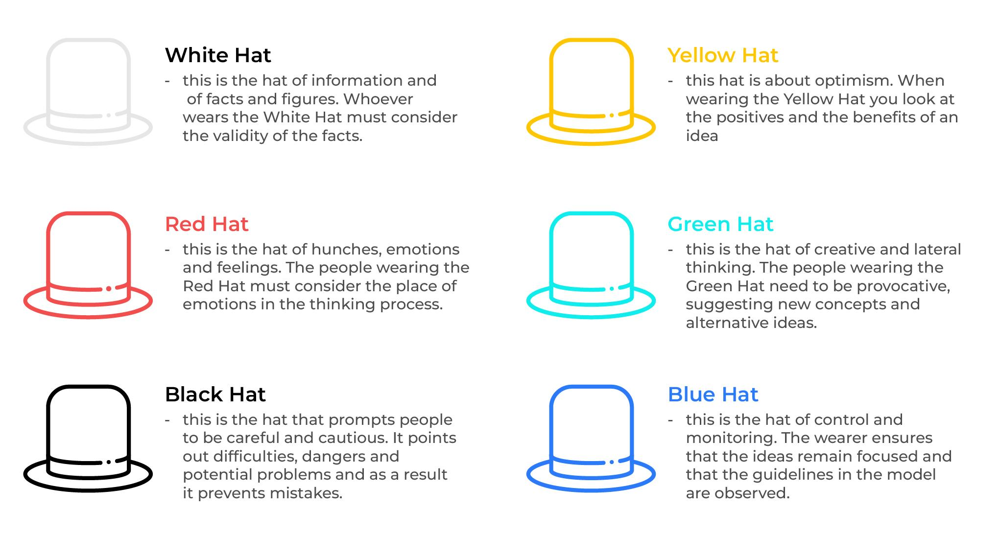 White Hat
- this is the hat of information and
of facts and figures. Whoever
wears the White Hat must consider
the validity of the facts.
Yellow Hat
- this hat is about optimism. When
wearing the Yellow Hat you look at
the positives and the benefits of an
idea
Red Hat
- this is the hat of hunches, emotions
and feelings. The people wearing the
Red Hat must consider the place of
emotions in the thinking process.
Green Hat
- this is the hat of creative and lateral
thinking. The people wearing the
Green Hat need to be provocative,
suggesting new concepts and
alternative ideas.
Black Hat
- this is the hat that prompts people
to be careful and cautious. It points
out difficulties, dangers and
potential problems and as a result
it prevents mistakes.
Blue Hat
- this is the hat of control and
monitoring. The wearer ensures
that the ideas remain focused and
that the guidelines in the model
are observed.